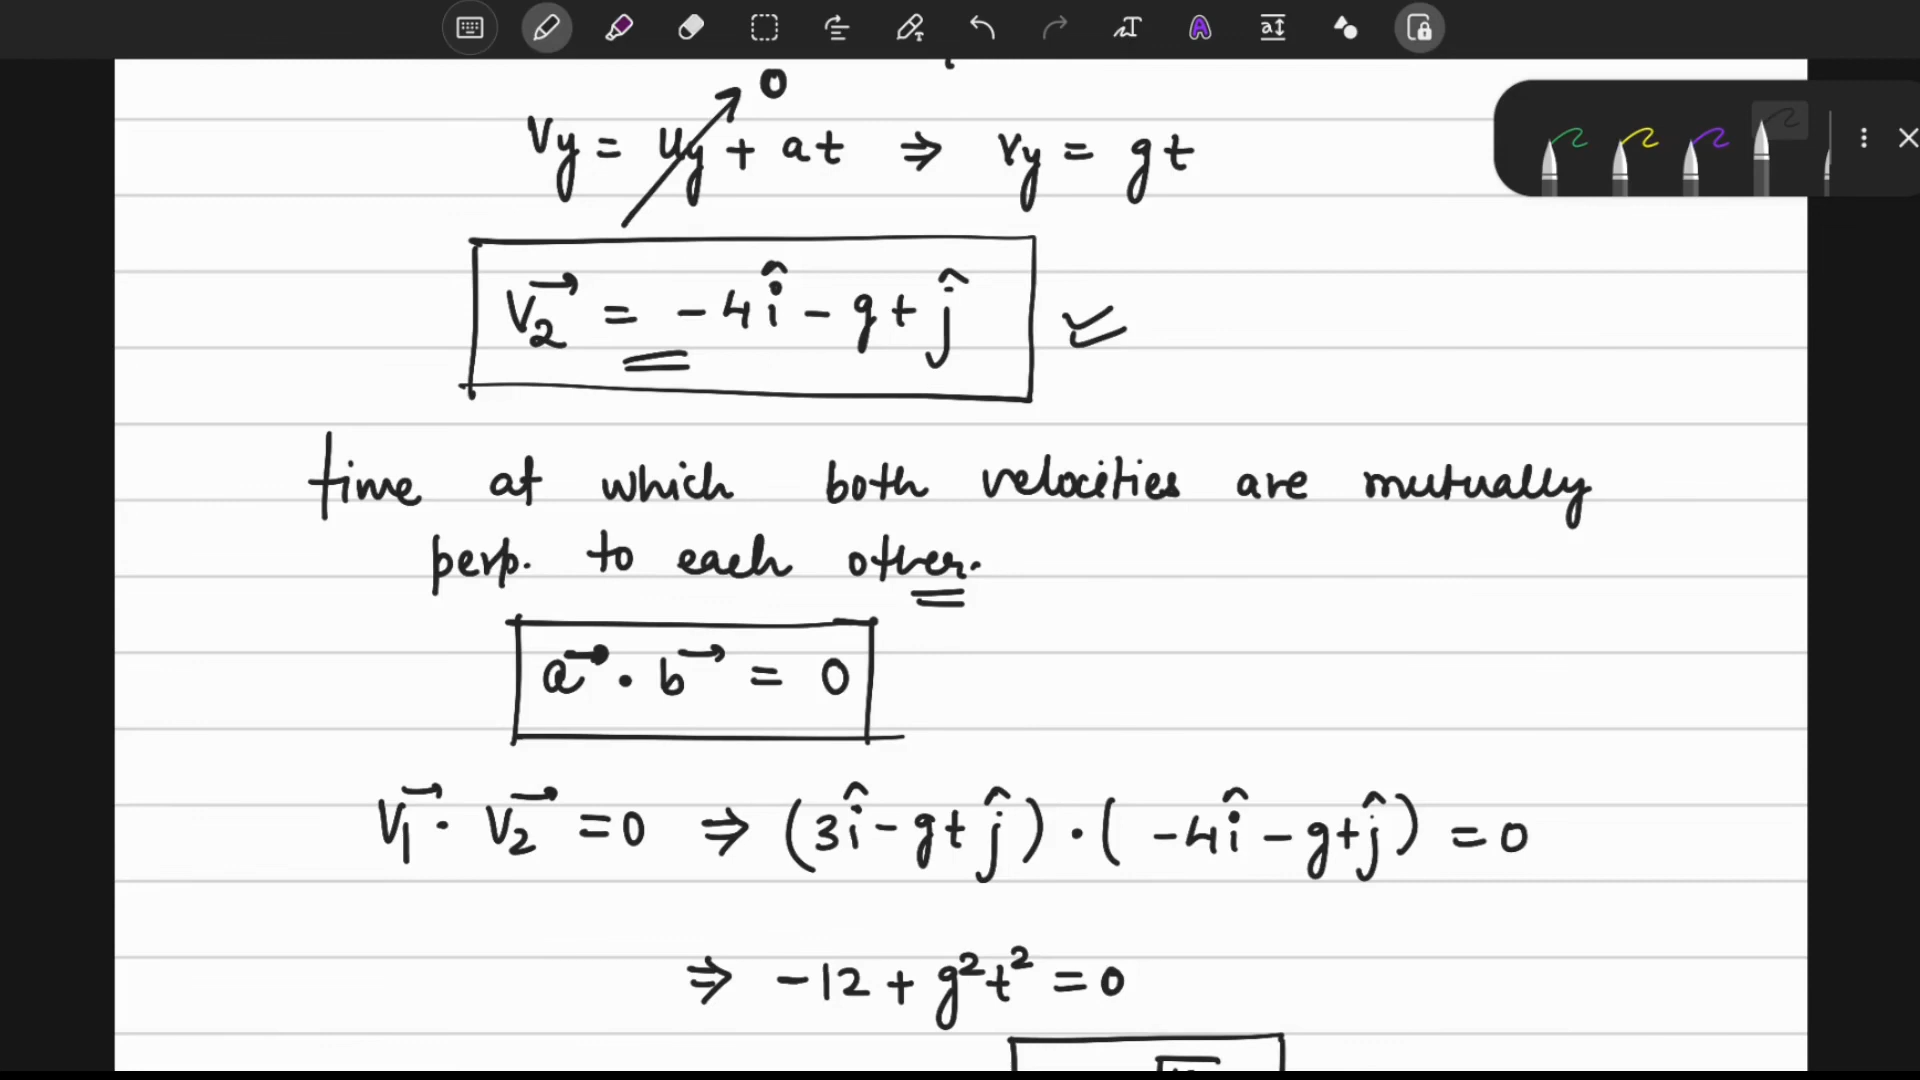 0
Vy = uy + at ⇒ Vy = gt
V₂⃗ = -4î - gtĵ
time at which both velocities are mutually
perp. to each other.
a⃗ · b⃗ = 0
V₁⃗ · V₂⃗ = 0 ⇒ (3î - gtĵ) · (-4î - gtĵ) = 0
⇒ -12 + g²t² = 0